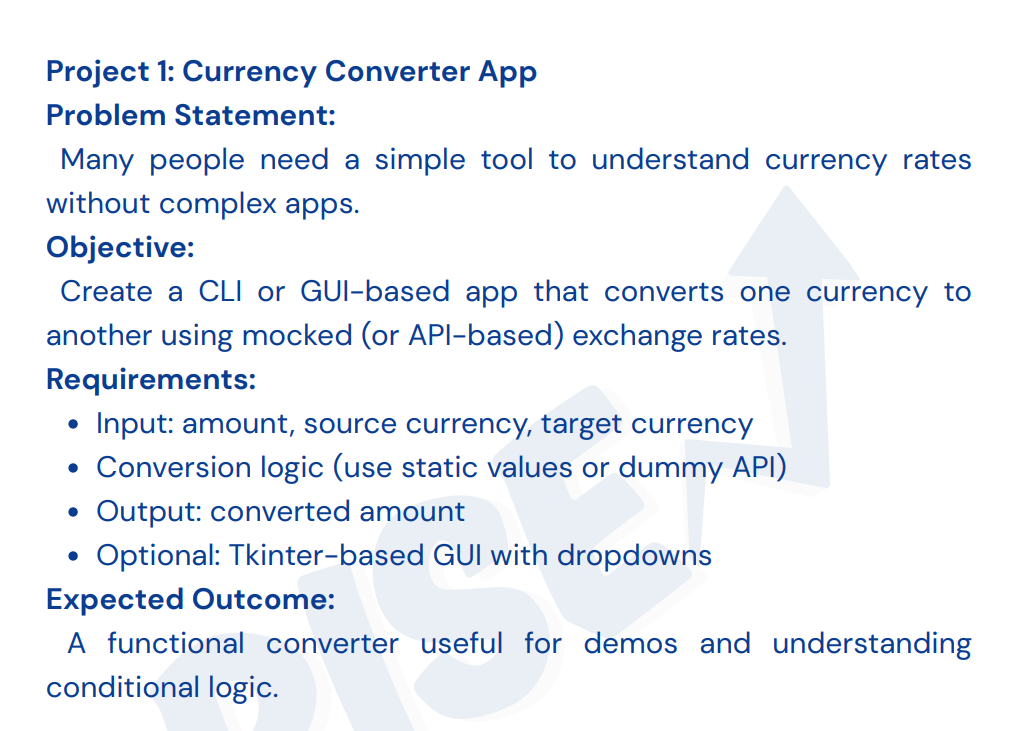 Project 1: Currency Converter App
Problem Statement:
Many people need a simple tool to understand currency rates
without complex apps.
Objective:
Create a CLI or GUI-based app that converts one currency to
another using mocked (or API-based) exchange rates.
Requirements:
• Input: amount, source currency, target currency
• Conversion logic (use static values or dummy API)
• Output: converted amount
• Optional: Tkinter-based GUI with dropdowns
Expected Outcome:
A functional converter useful for demos and understanding
conditional logic.
RISE